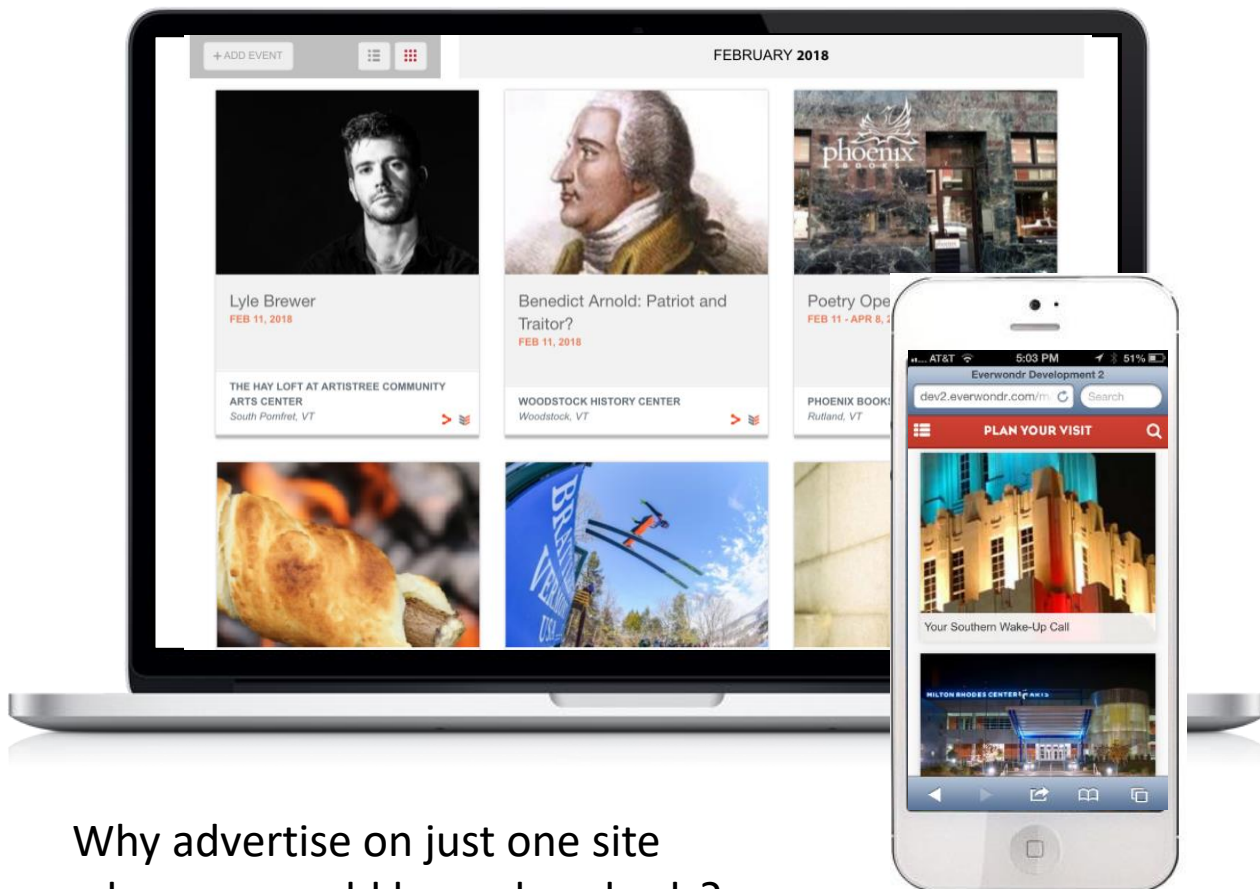 + ADD EVENT
FEBRUARY 2018
Lyle Brewer
FEB 11, 2018
THE HAY LOFT AT ARTISTREE COMMUNITY
ARTS CENTER
South Pomfret, VT
Benedict Arnold: Patriot and
Traitor?
FEB 11, 2018
WOODSTOCK HISTORY CENTER
Woodstock, VT
phoenix
BOOKS
Poetry Ope
FEB 11 - APR 8, 2
PHOENIX BOOKS
Rutland, VT
VERMONT
USA
AT&T 5:03 PM 51%
Everwondr Development 2
dev2.everwondr.com/m Search
PLAN YOUR VISIT
Your Southern Wake-Up Call
MILTON RHODES CENTER ARTS
Why advertise on just one site